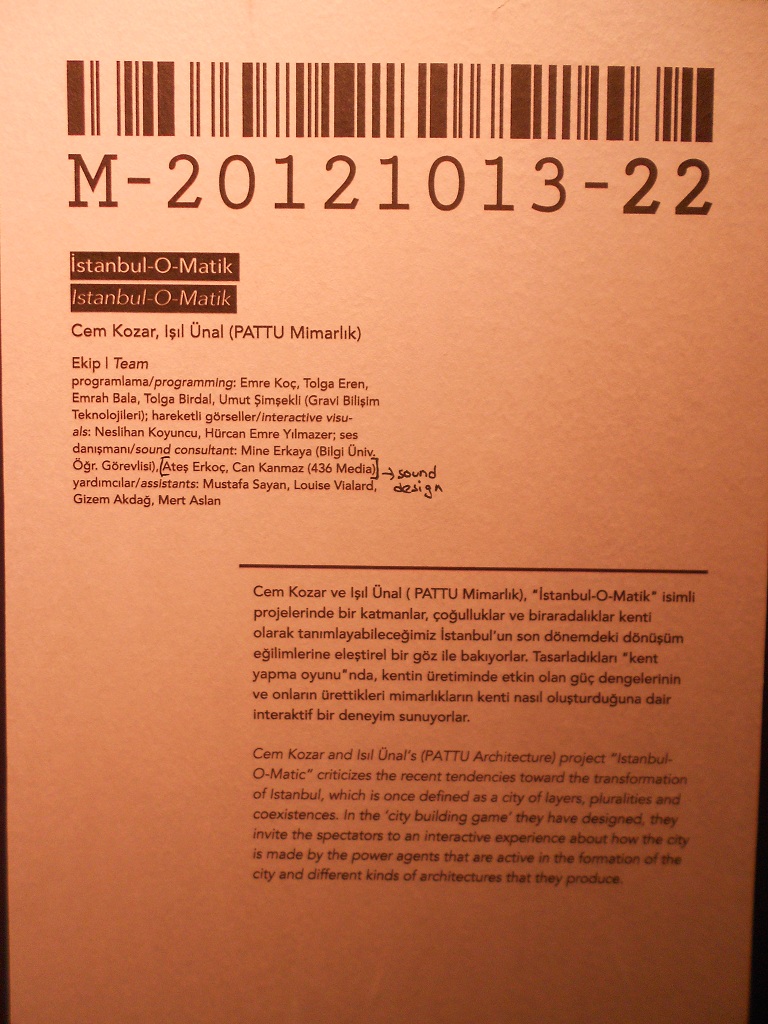 M-20121013-22
İstanbul-O-Matik
Istanbul-O-Matik
Cem Kozar, Işıl Ünal (PATTU Mimarlık)
Ekip | Team
programlama/programming: Emre Koç, Tolga Eren,
Emrah Bala, Tolga Birdal, Umut Şimşekli (Gravi Bilişim
Teknolojileri); hareketli görseller/interactive visu-
als: Neslihan Koyuncu, Hürcan Emre Yılmazer; ses
danışmanı/sound consultant: Mine Erkaya (Bilgi Üniv.
Öğr. Görevlisi),[Ateş Erkoç, Can Kanmaz (436 Media)] → sound
design
yardımcılar/assistants: Mustafa Sayan, Louise Vialard,
Gizem Akdağ, Mert Aslan
Cem Kozar ve Işıl Ünal ( PATTU Mimarlık), "İstanbul-O-Matik" isimli
projelerinde bir katmanlar, çoğulluklar ve biraradalıklar kenti
olarak tanımlayabileceğimiz İstanbul'un son dönemdeki dönüşüm
eğilimlerine eleştirel bir göz ile bakıyorlar. Tasarladıkları "kent
yapma oyunu"nda, kentin üretiminde etkin olan güç dengelerinin
ve onların ürettikleri mimarlıkların kenti nasıl oluşturduğuna dair
interaktif bir deneyim sunuyorlar.
Cem Kozar and Isıl Ünal's (PATTU Architecture) project "Istanbul-
O-Matic" criticizes the recent tendencies toward the transformation
of Istanbul, which is once defined as a city of layers, pluralities and
coexistences. In the 'city building game' they have designed, they
invite the spectators to an interactive experience about how the city
is made by the power agents that are active in the formation of the
city and different kinds of architectures that they produce.